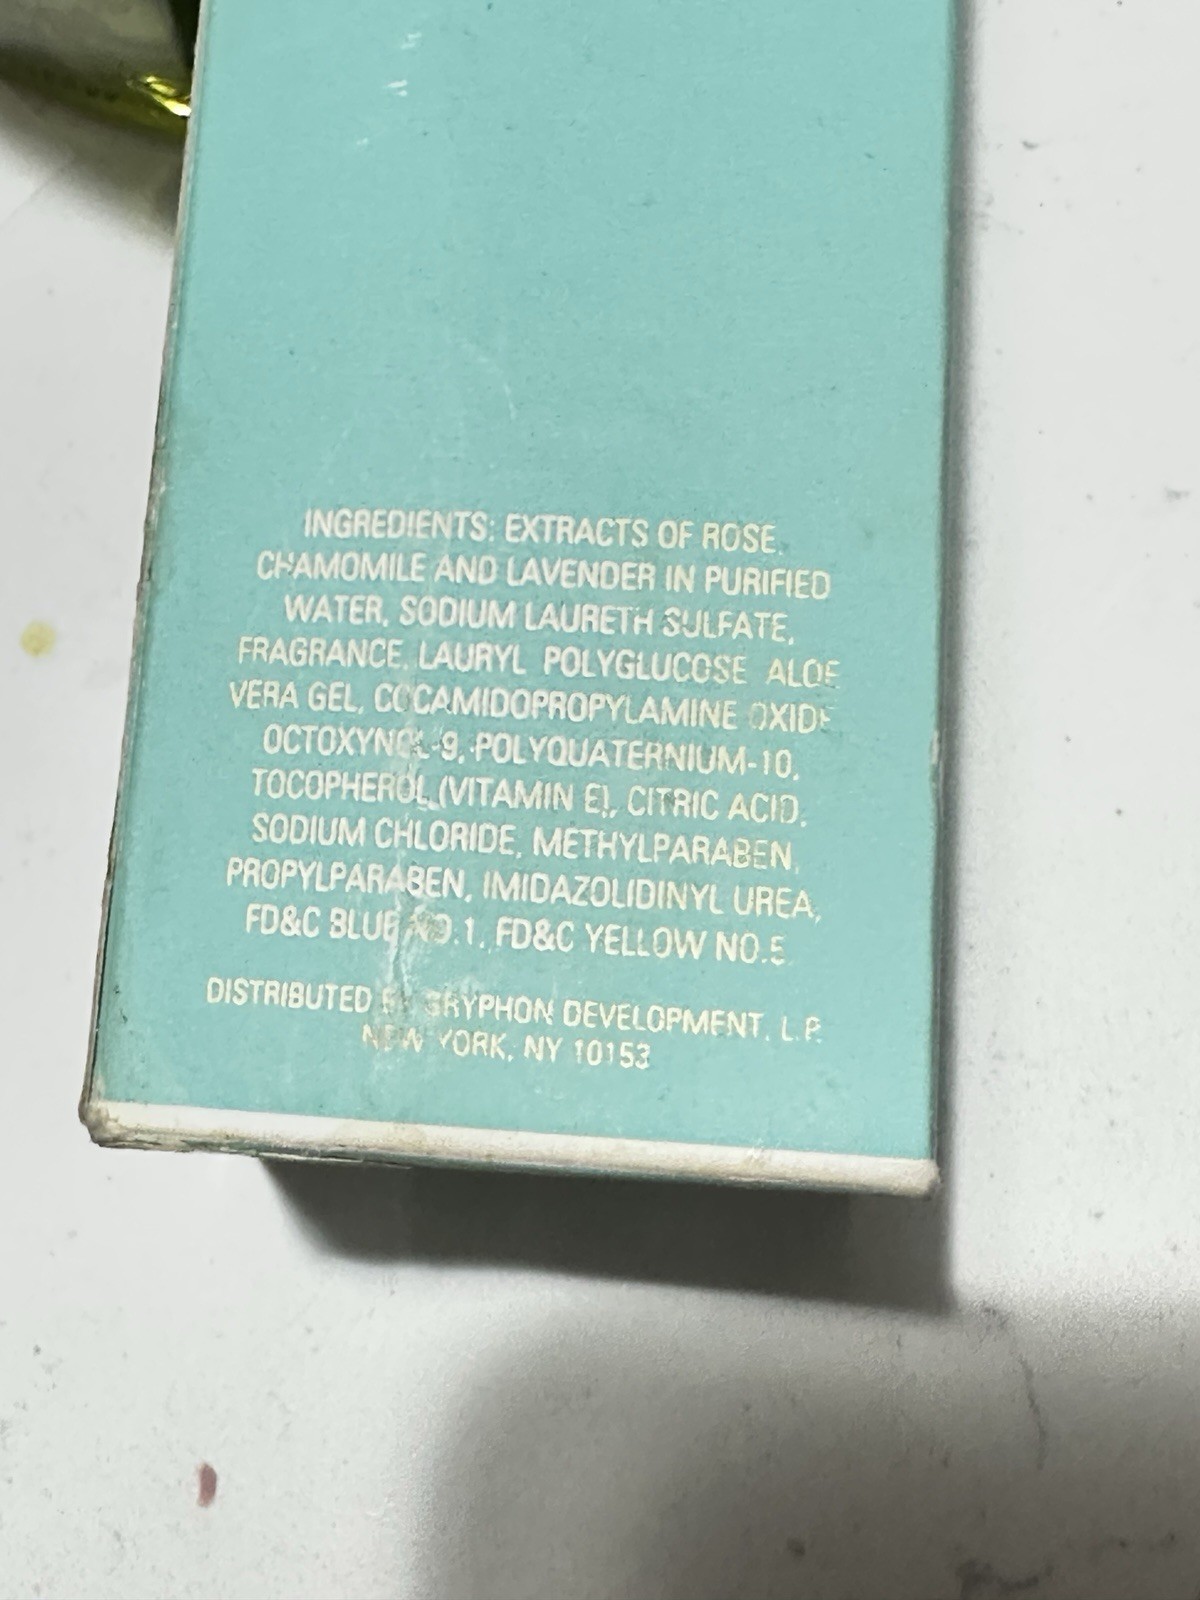 INGREDIENTS: EXTRACTS OF ROSE,
CHAMOMILE AND LAVENDER IN PURIFIED
WATER, SODIUM LAURETH SULFATE,
FRAGRANCE, LAURYL POLYGLUCOSE ALOE
VERA GEL, COCAMIDOPROPYLAMINE OXIDE
OCTOXYNOL-9, POLYQUATERNIUM-10,
TOCOPHEROL (VITAMIN E), CITRIC ACID,
SODIUM CHLORIDE, METHYLPARABEN,
PROPYLPARABEN, IMIDAZOLIDINYL UREA,
FD&C BLUE NO.1, FD&C YELLOW NO.5
DISTRIBUTED BY GRYPHON DEVELOPMENT, L.P.
NEW YORK, NY 10153